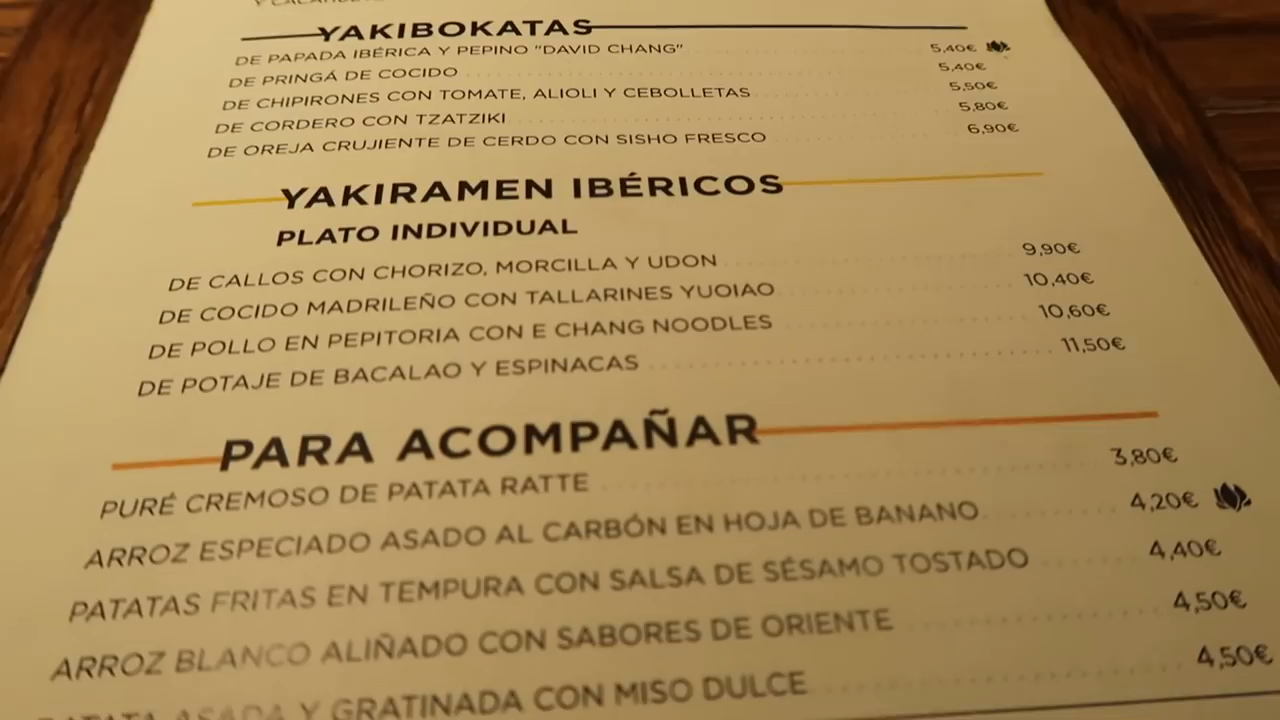 YAKIBOKATAS
DE PAPADA IBÉRICA Y PEPINO "DAVID CHANG" 5,40€
DE PRINGÁ DE COCIDO 5,40€
DE CHIPIRONES CON TOMATE, ALIOLI Y CEBOLLETAS 5,50€
DE CORDERO CON TZATZIKI 5,80€
DE OREJA CRUJIENTE DE CERDO CON SISHO FRESCO 6,90€
YAKIRAMEN IBÉRICOS
PLATO INDIVIDUAL
DE CALLOS CON CHORIZO, MORCILLA Y UDON 9,90€
DE COCIDO MADRILEÑO CON TALLARINES YUOIAO 10,40€
DE POLLO EN PEPITORIA CON E CHANG NOODLES 10,60€
DE POTAJE DE BACALAO Y ESPINACAS 11,50€
PARA ACOMPAÑAR
PURÉ CREMOSO DE PATATA RATTE 3,80€
ARROZ ESPECIADO ASADO AL CARBÓN EN HOJA DE BANANO 4,20€
PATATAS FRITAS EN TEMPURA CON SALSA DE SÉSAMO TOSTADO 4,40€
ARROZ BLANCO ALIÑADO CON SABORES DE ORIENTE 4,50€
PATATA ASADA Y GRATINADA CON MISO DULCE 4,50€